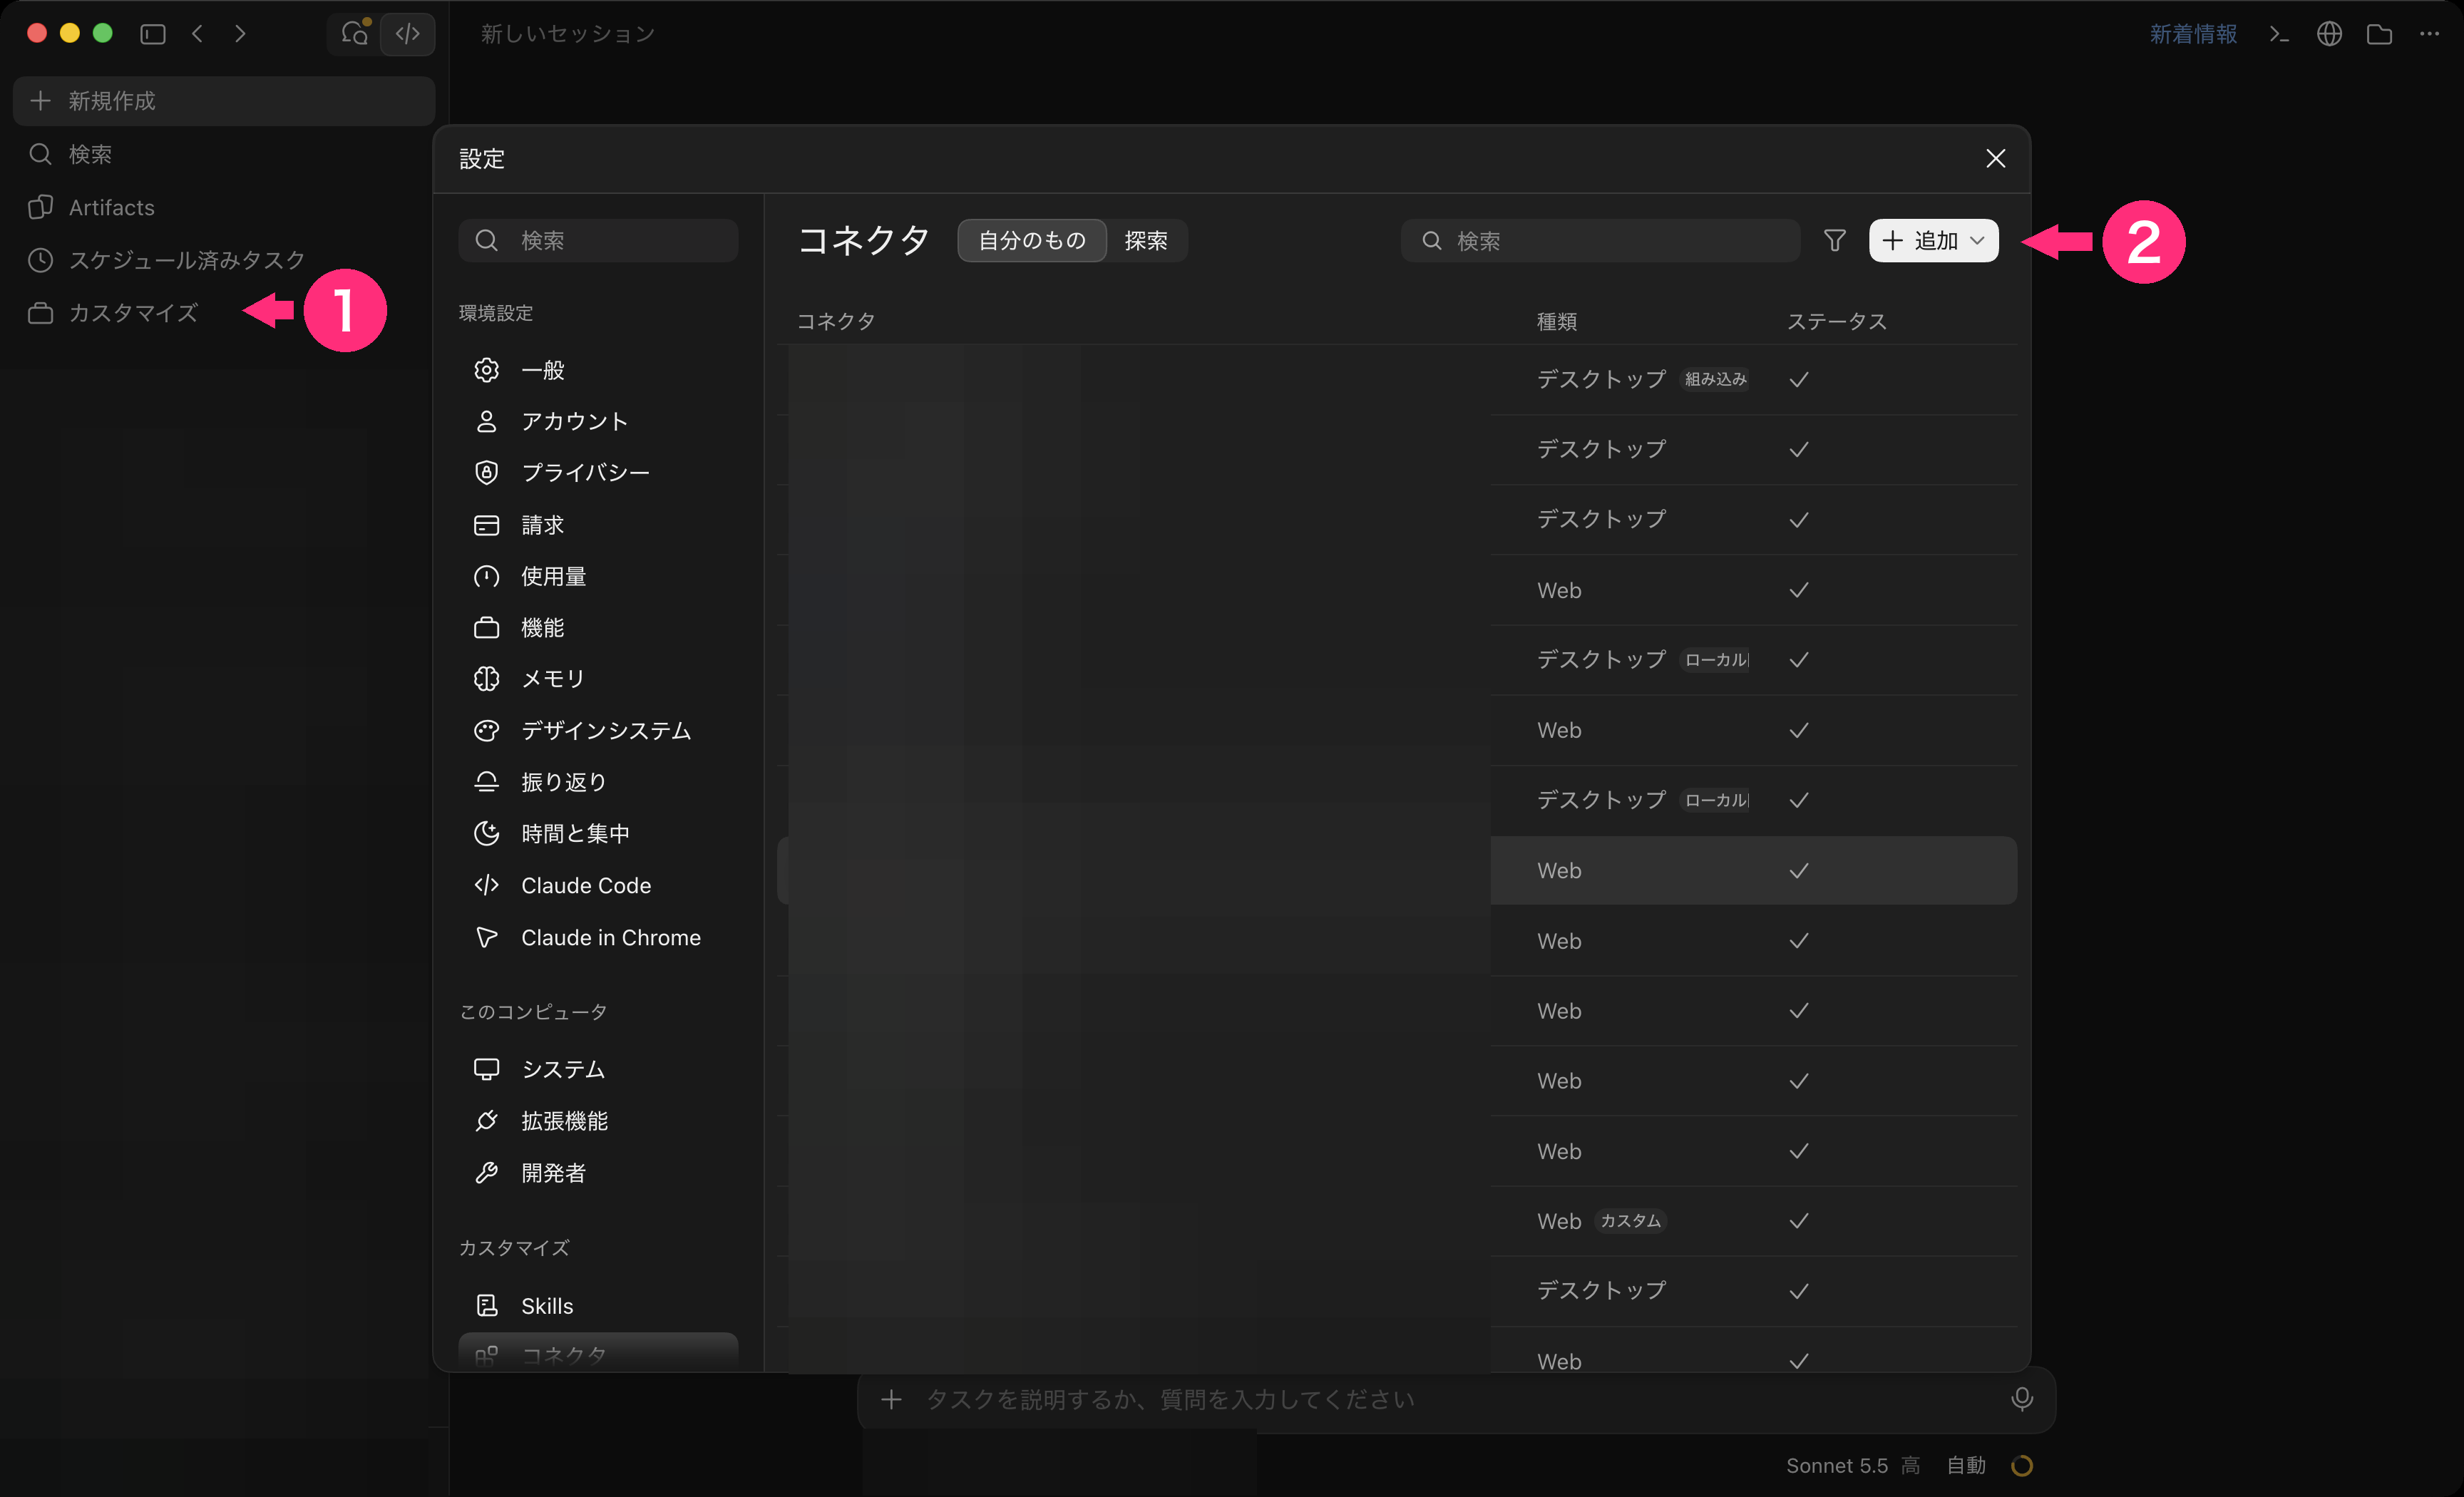 新しいセッション
新着情報
新規作成
検索
Artifacts
スケジュール済みタスク
カスタマイズ
1
設定
検索
環境設定
一般
アカウント
プライバシー
請求
使用量
機能
メモリ
デザインシステム
振り返り
時間と集中
Claude Code
Claude in Chrome
このコンピュータ
システム
拡張機能
開発者
カスタマイズ
Skills
コネクタ
コネクタ 自分のもの 探索 検索 追加
2
コネクタ 種類 ステータス
デスクトップ 組み込み
デスクトップ
デスクトップ
Web
デスクトップ ローカル
Web
デスクトップ ローカル
Web
Web
Web
Web
Web
Web カスタム
デスクトップ
Web
タスクを説明するか、質問を入力してください
Sonnet 5.5 高 自動